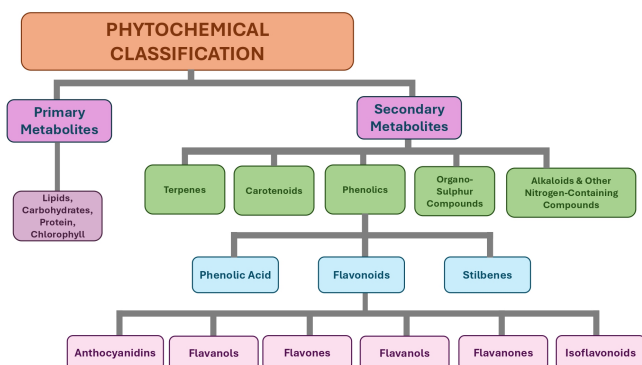 PHYTOCHEMICAL
CLASSIFICATION
Primary
Metabolites
Secondary
Metabolites
Lipids,
Carbohydrates,
Protein,
Chlorophyll
Terpenes
Carotenoids
Phenolics
Organo-
Sulphur
Compounds
Alkaloids & Other
Nitrogen-Containing
Compounds
Phenolic Acid
Flavonoids
Stilbenes
Anthocyanidins
Flavanols
Flavones
Flavanols
Flavanones
Isoflavonoids